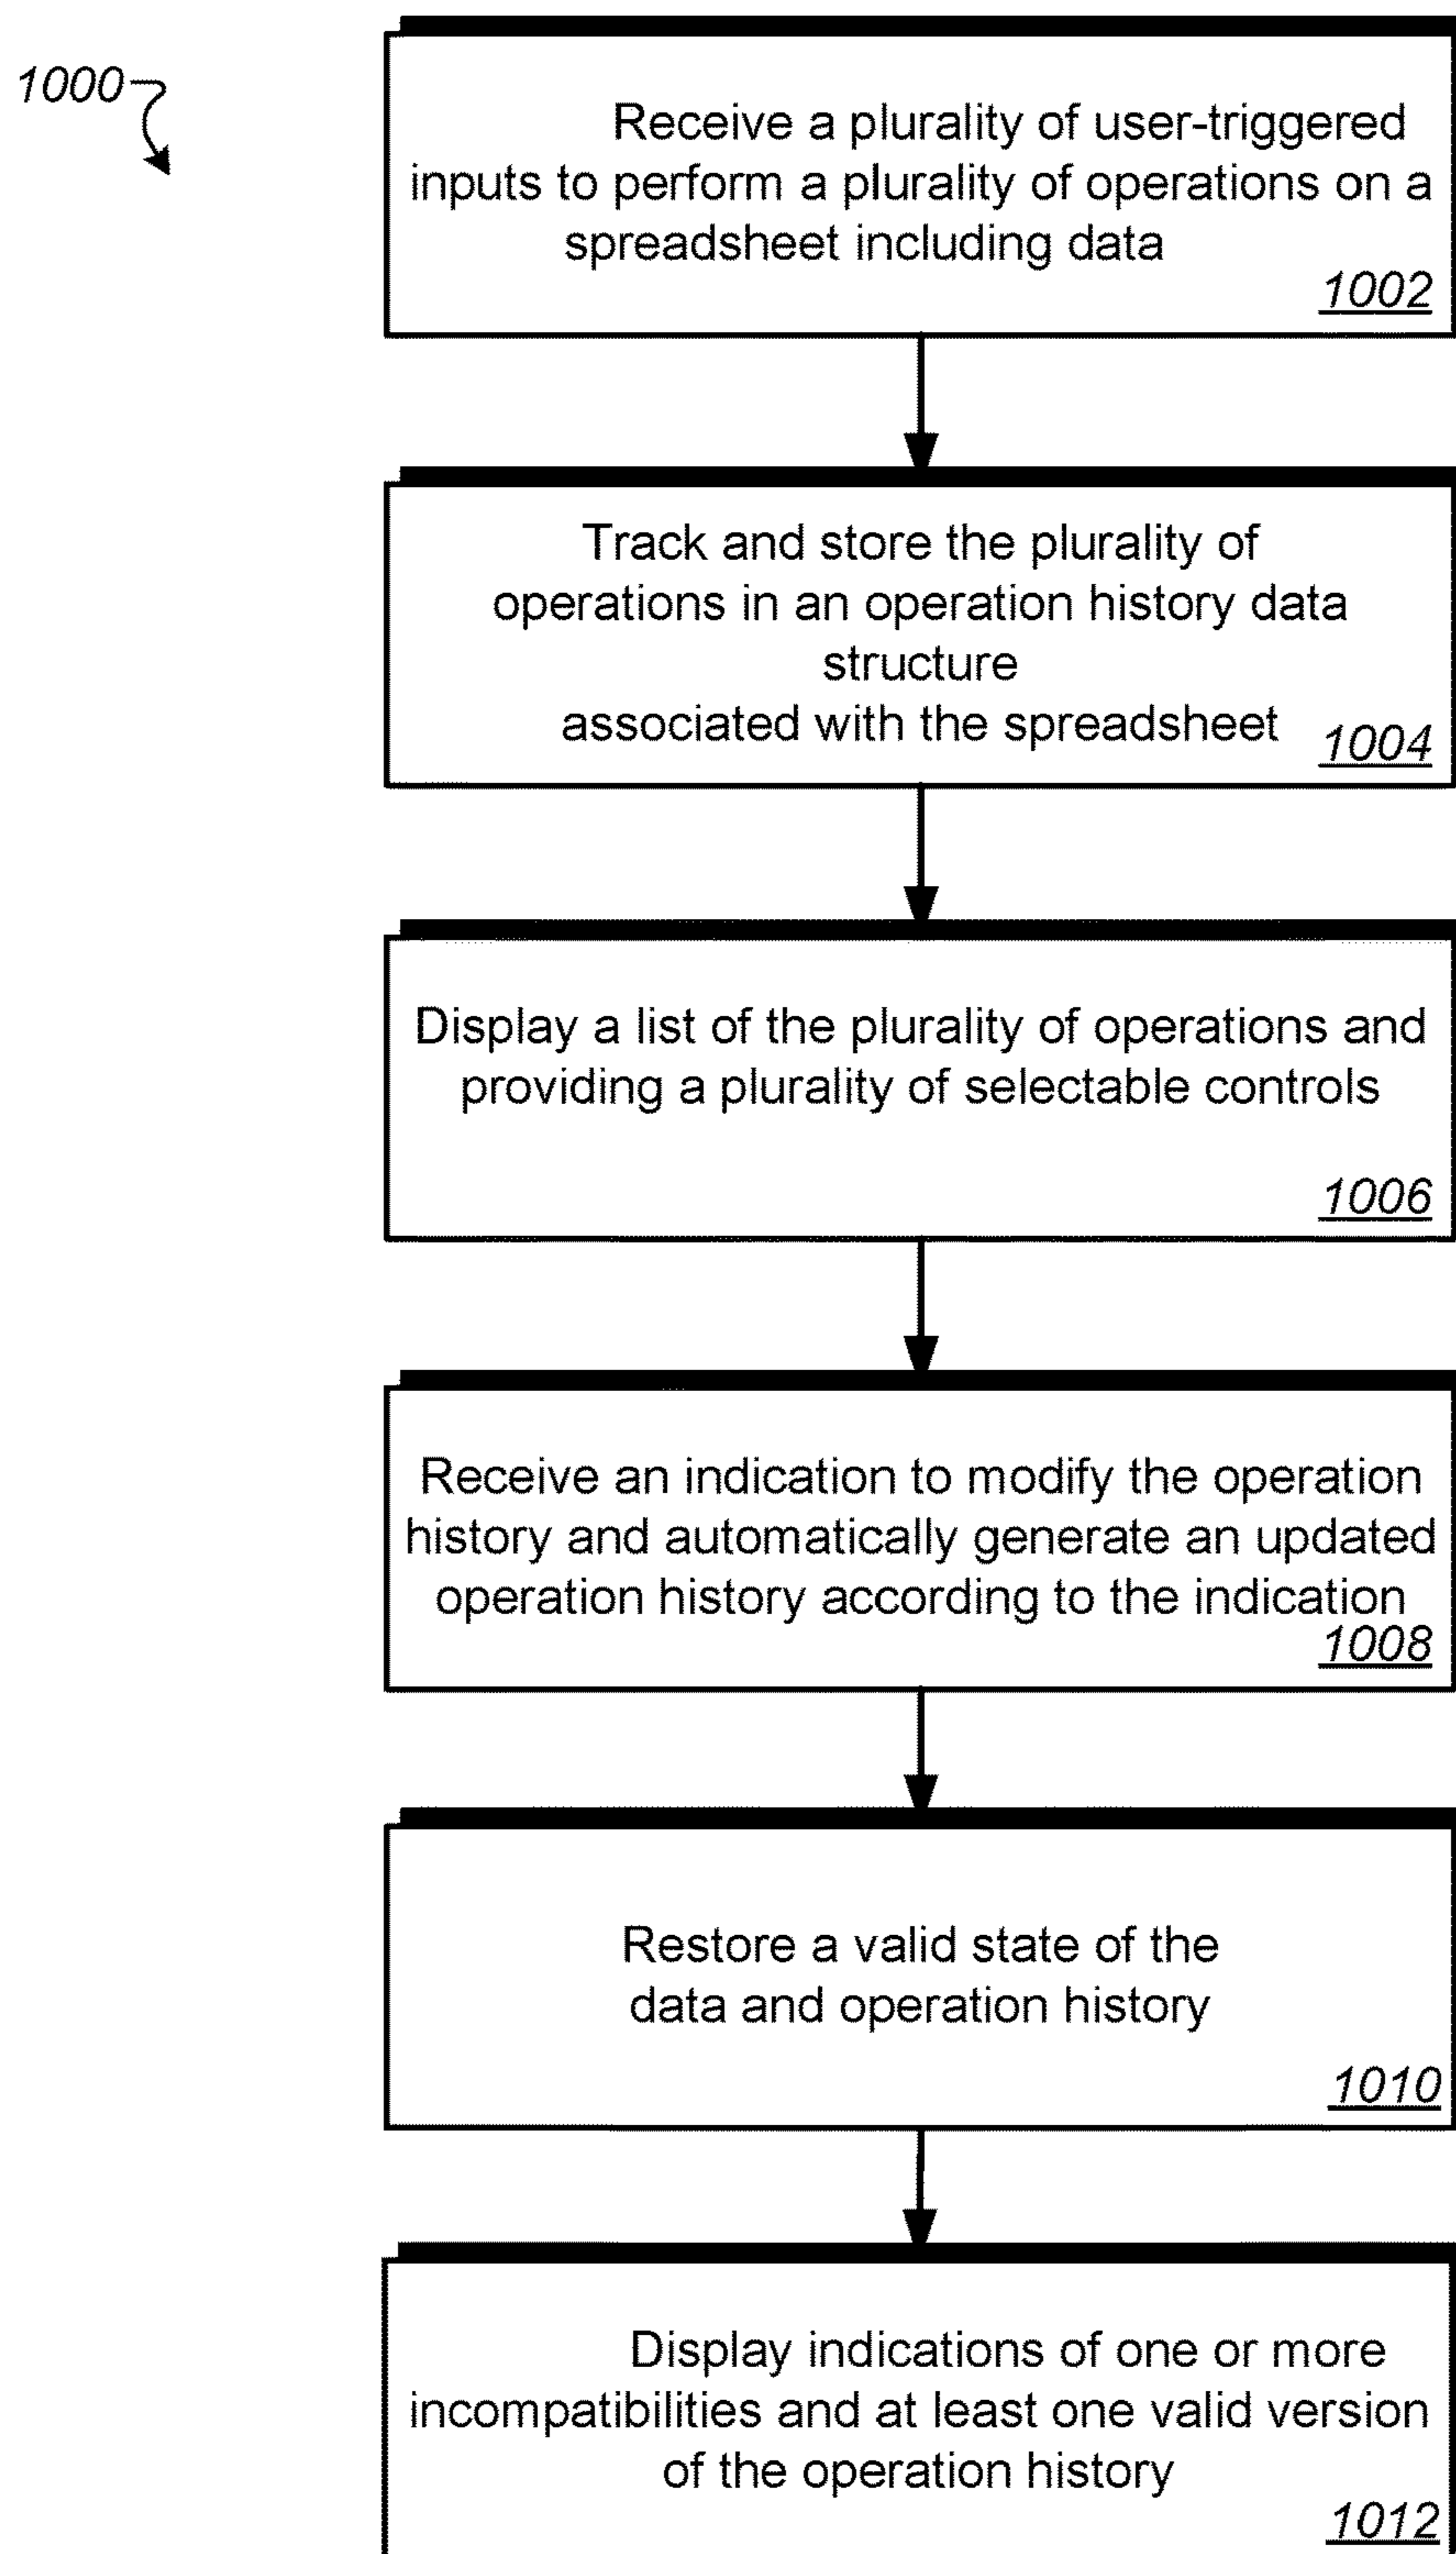 1000
Receive a plurality of user-triggered
inputs to perform a plurality of operations on a
spreadsheet including data
1002
Track and store the plurality of
operations in an operation history data
structure
associated with the spreadsheet
1004
Display a list of the plurality of operations and
providing a plurality of selectable controls
1006
Receive an indication to modify the operation
history and automatically generate an updated
operation history according to the indication
1008
Restore a valid state of the
data and operation history
1010
Display indications of one or more
incompatibilities and at least one valid version
of the operation history
1012